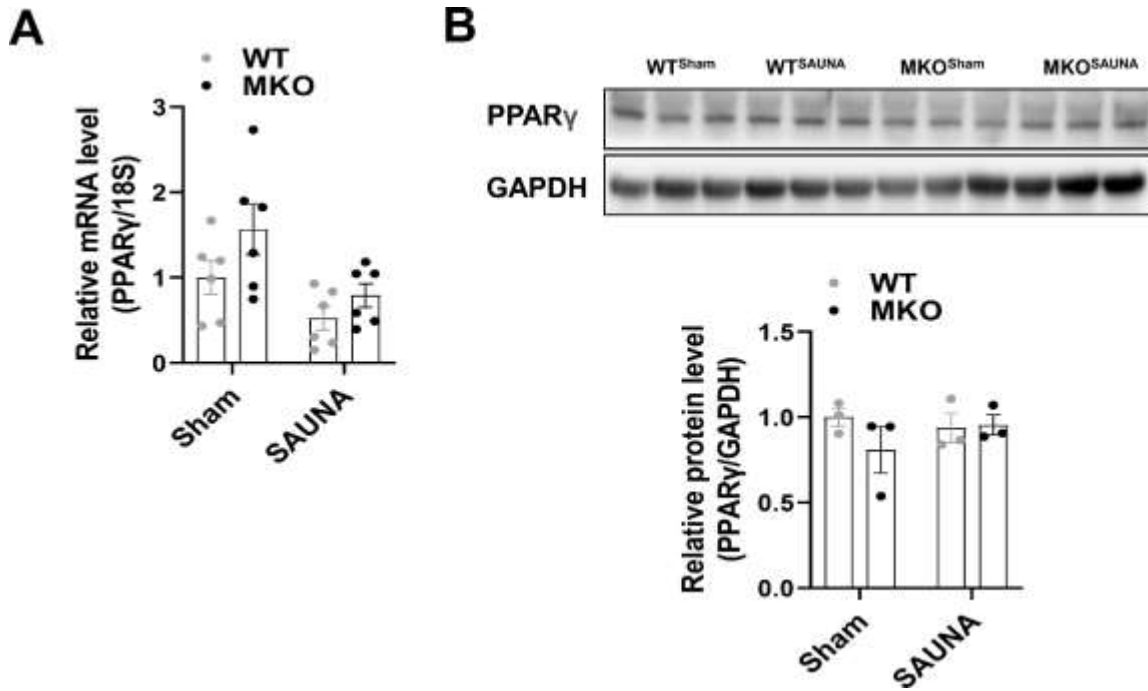 A
WT
MKO
Relative mRNA level
(PPARγ/18S)
3
2
1
0
Sham
SAUNA
B
WTSham
WTSAUNA
MKOSham
MKOSAUNA
PPARγ
GAPDH
WT
MKO
Relative protein level
(PPARγ/GAPDH)
1.5
1.0
0.5
0.0
Sham
SAUNA